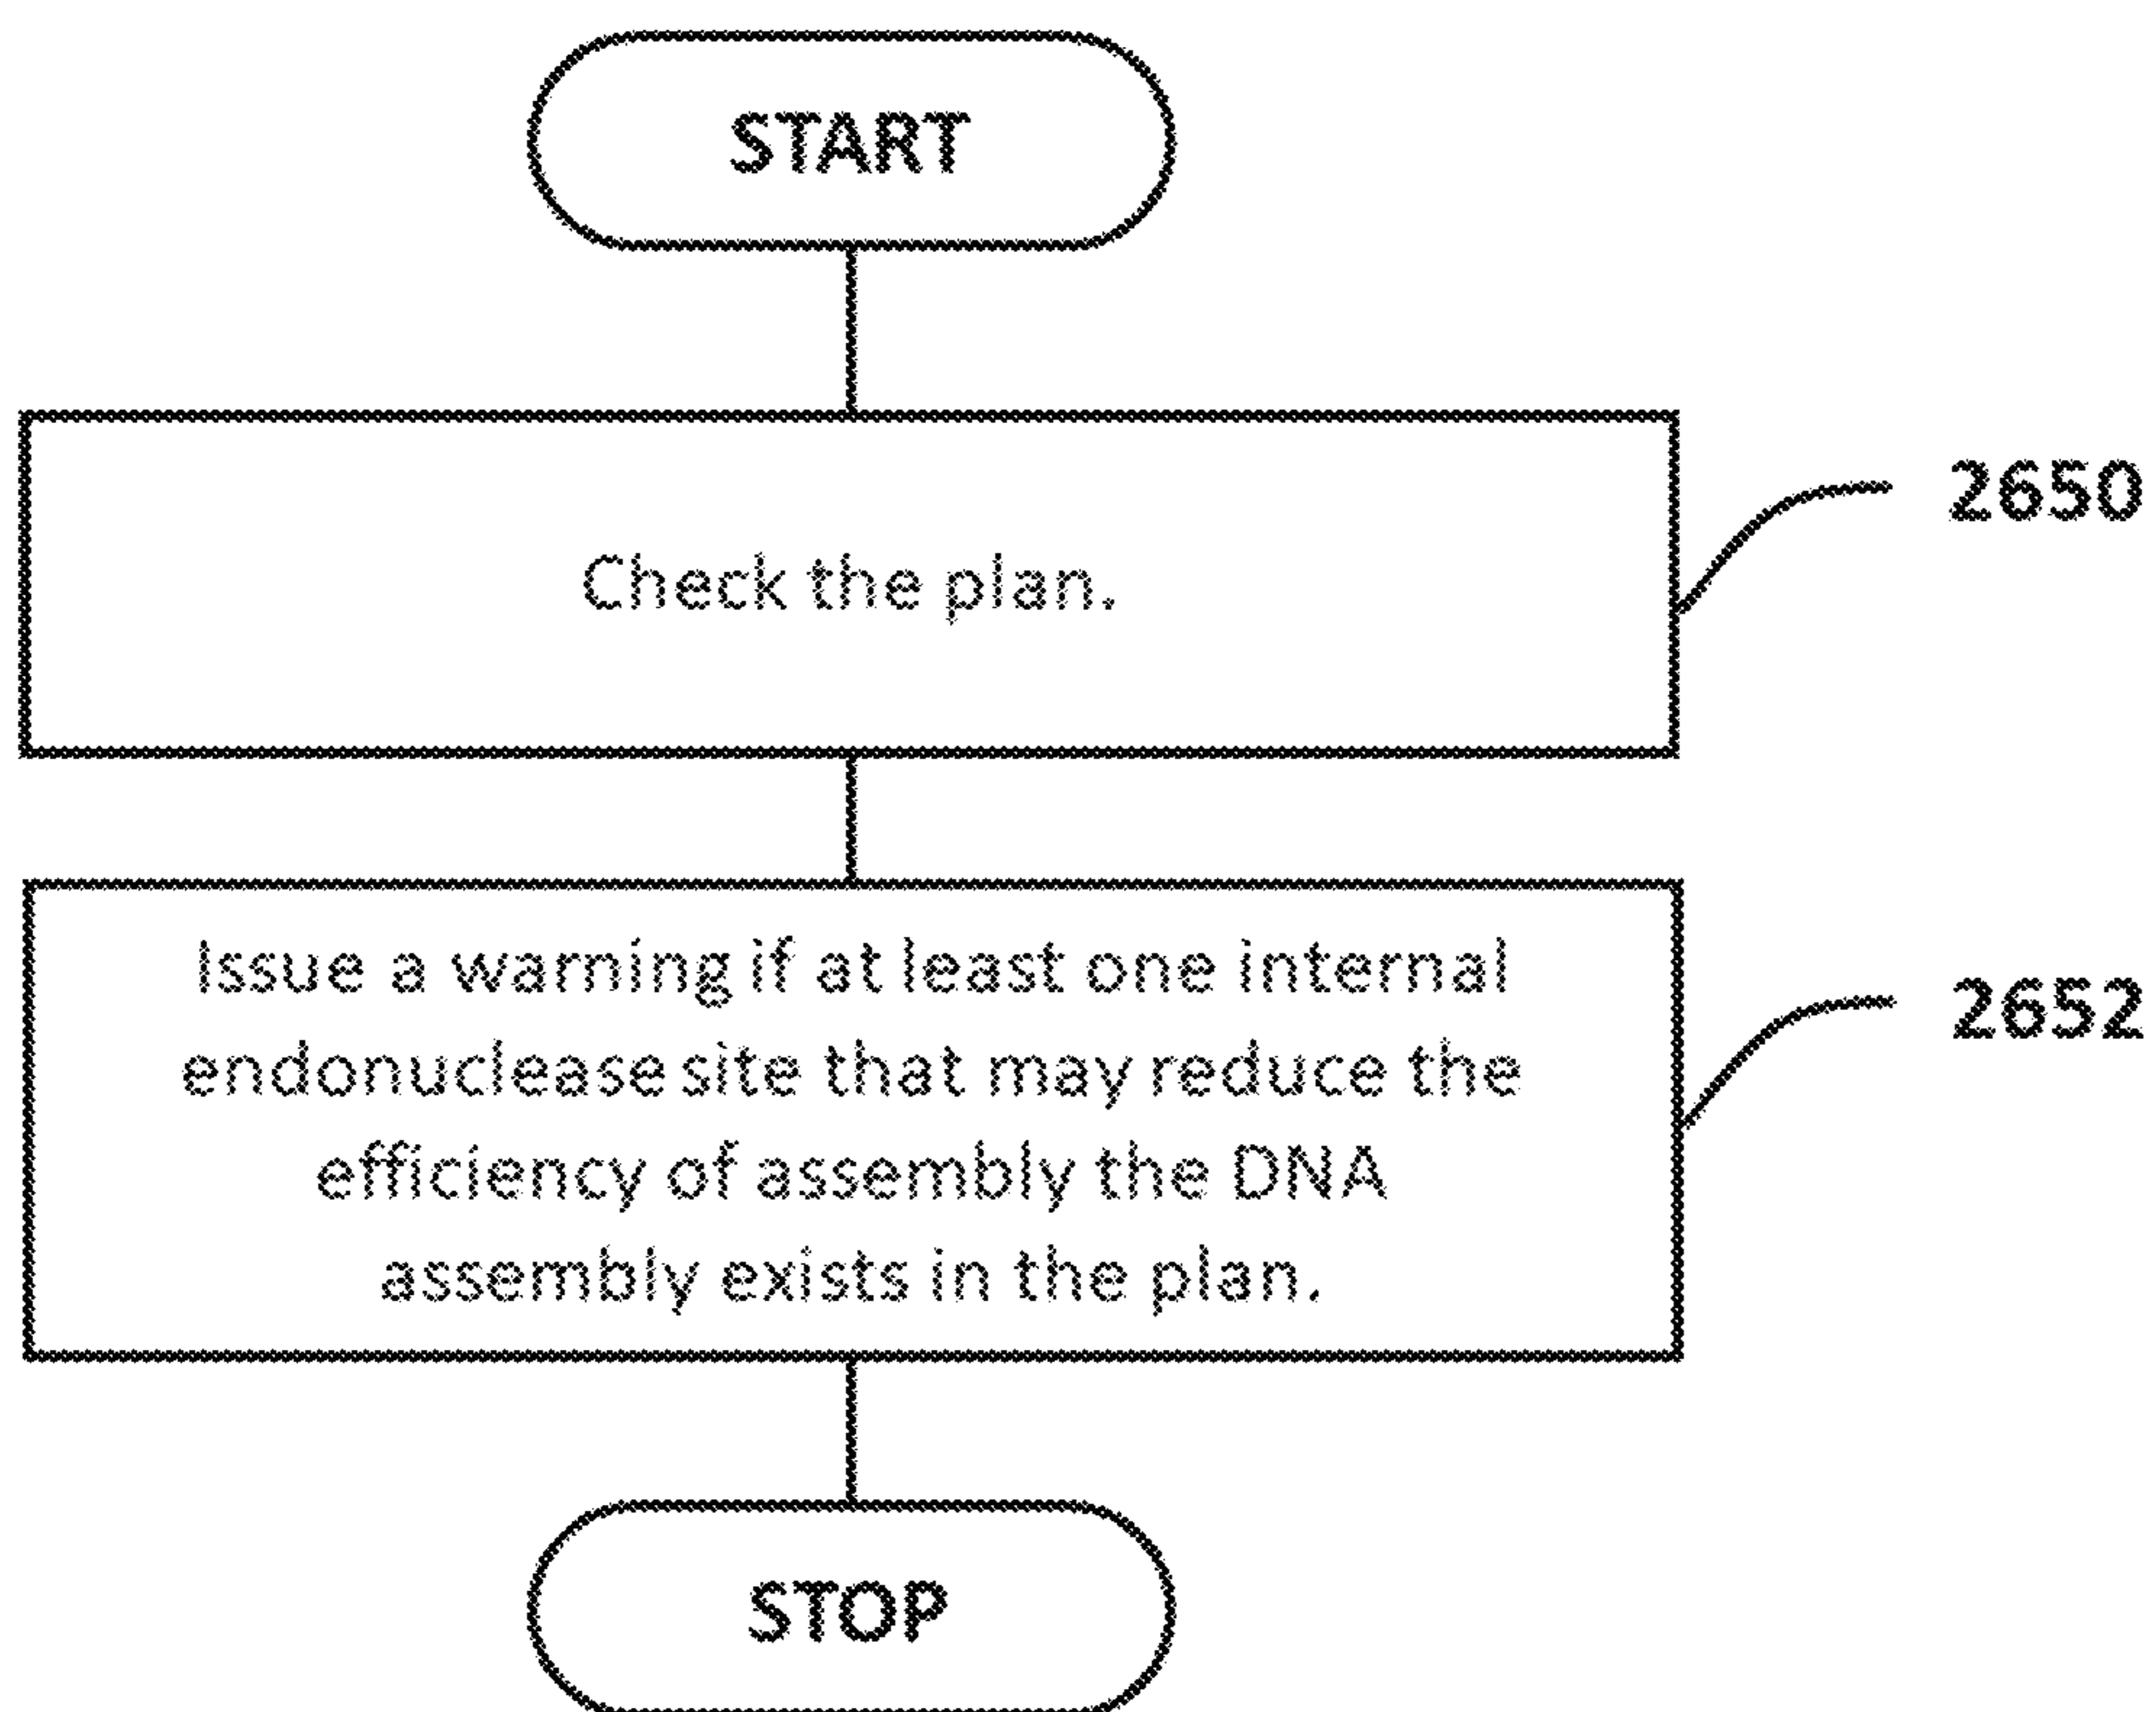 START
Check the plan.
2650
Issue a warning if at least one internal
endonuclease site that may reduce the
efficiency of assembly the DNA
assembly exists in the plan.
2652
STOP